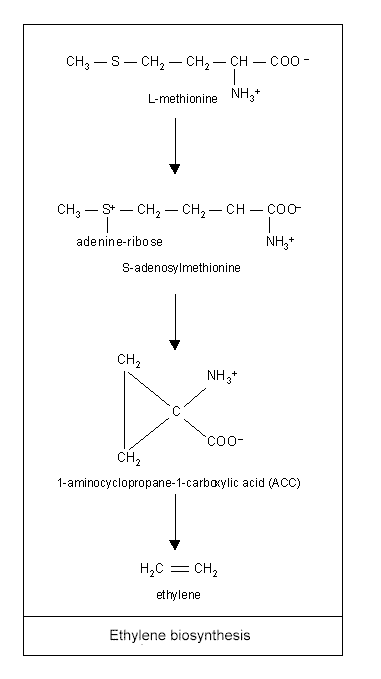 CH3 — S — CH2 — CH2 — CH — COO−
NH3+
L-methionine
CH3 — S+ — CH2 — CH2 — CH — COO−
adenine-ribose NH3+
S-adenosylmethionine
CH2
NH3+
C
COO−
CH2
1-aminocyclopropane-1-carboxylic acid (ACC)
H2C = CH2
ethylene
Ethylene biosynthesis